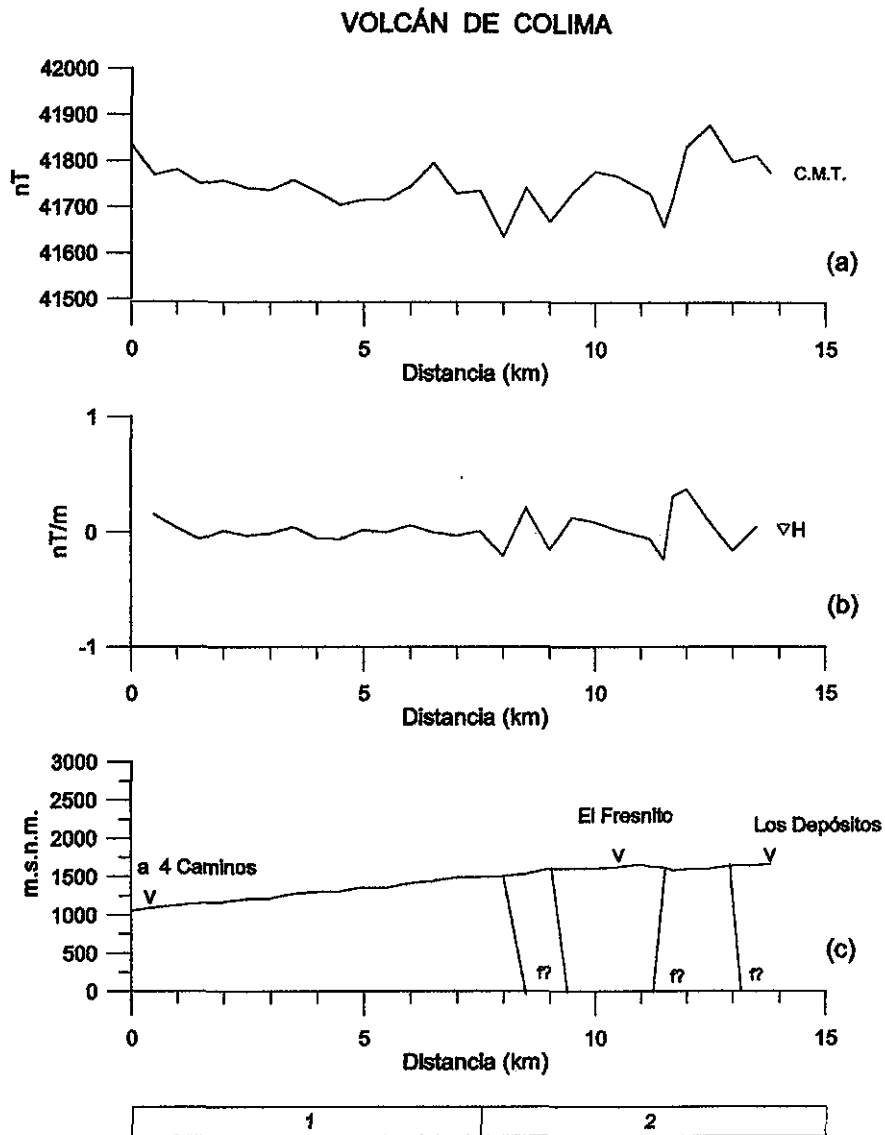 VOLCÁN DE COLIMA
42000
41900
41800
41700
41600
41500
nT
C.M.T.
(a)
0 5 10 15
Distancia (km)
1
0
-1
nT/m
▽H
(b)
0 5 10 15
Distancia (km)
3000
2500
2000
1500
1000
500
0
m.s.n.m.
a 4 Caminos
V
El Fresnito
V
Los Depósitos
V
f? f? f?
(c)
0 5 10 15
Distancia (km)
1 2